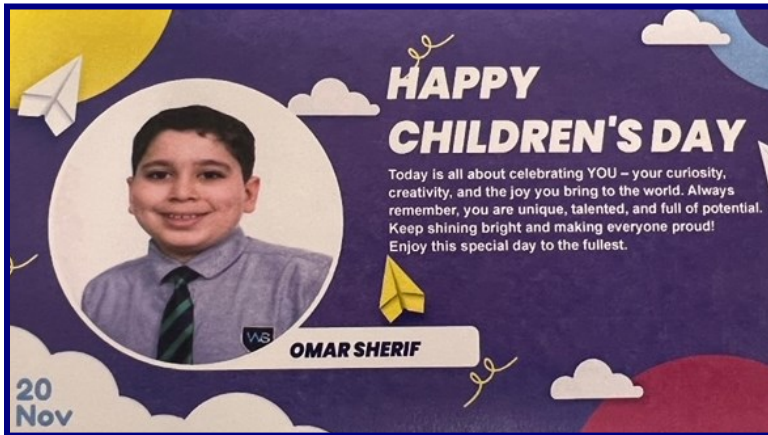 HAPPY
CHILDREN'S DAY
Today is all about celebrating YOU – your curiosity,
creativity, and the joy you bring to the world. Always
remember, you are unique, talented, and full of potential.
Keep shining bright and making everyone proud!
Enjoy this special day to the fullest.
WS
OMAR SHERIF
20
Nov